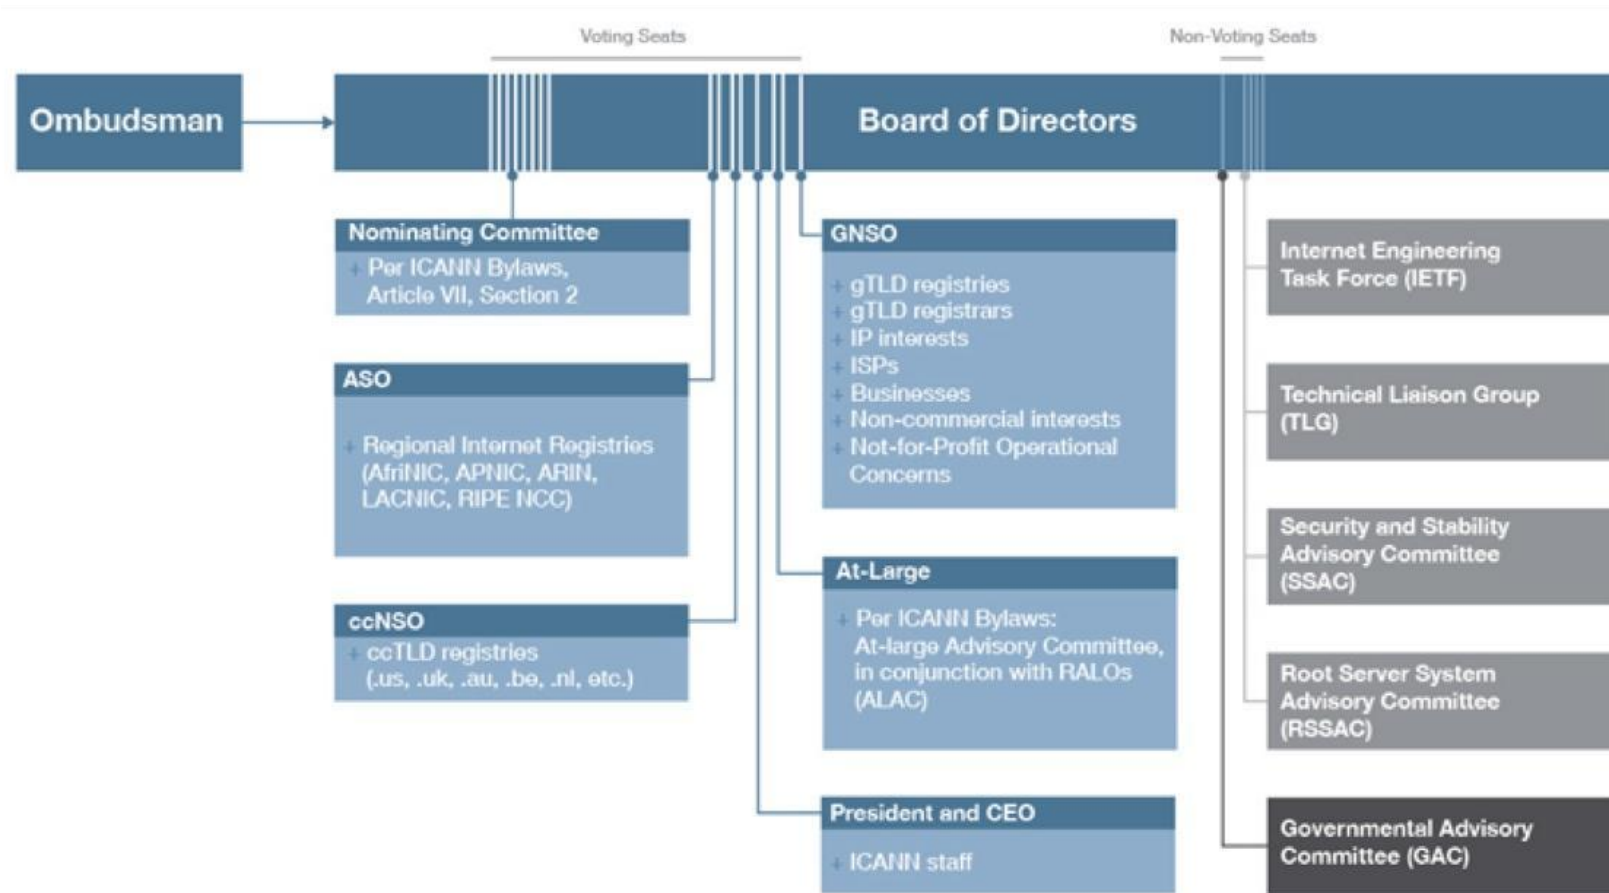 Voting Seats
Non-Voting Seats
Ombudsman
Board of Directors
Nominating Committee
+ Per ICANN Bylaws,
Article VII, Section 2
ASO
+ Regional Internet Registries
(AfriNIC, APNIC, ARIN,
LACNIC, RIPE NCC)
ccNSO
+ ccTLD registries
(.us, .uk, .au, .be, .nl, etc.)
GNSO
+ gTLD registries
+ gTLD registrars
+ IP interests
+ ISPs
+ Businesses
+ Non-commercial interests
+ Not-for-Profit Operational
Concerns
At-Large
+ Per ICANN Bylaws:
At-large Advisory Committee,
in conjunction with RALOs
(ALAC)
President and CEO
+ ICANN staff
Internet Engineering
Task Force (IETF)
Technical Liaison Group
(TLG)
Security and Stability
Advisory Committee
(SSAC)
Root Server System
Advisory Committee
(RSSAC)
Governmental Advisory
Committee (GAC)